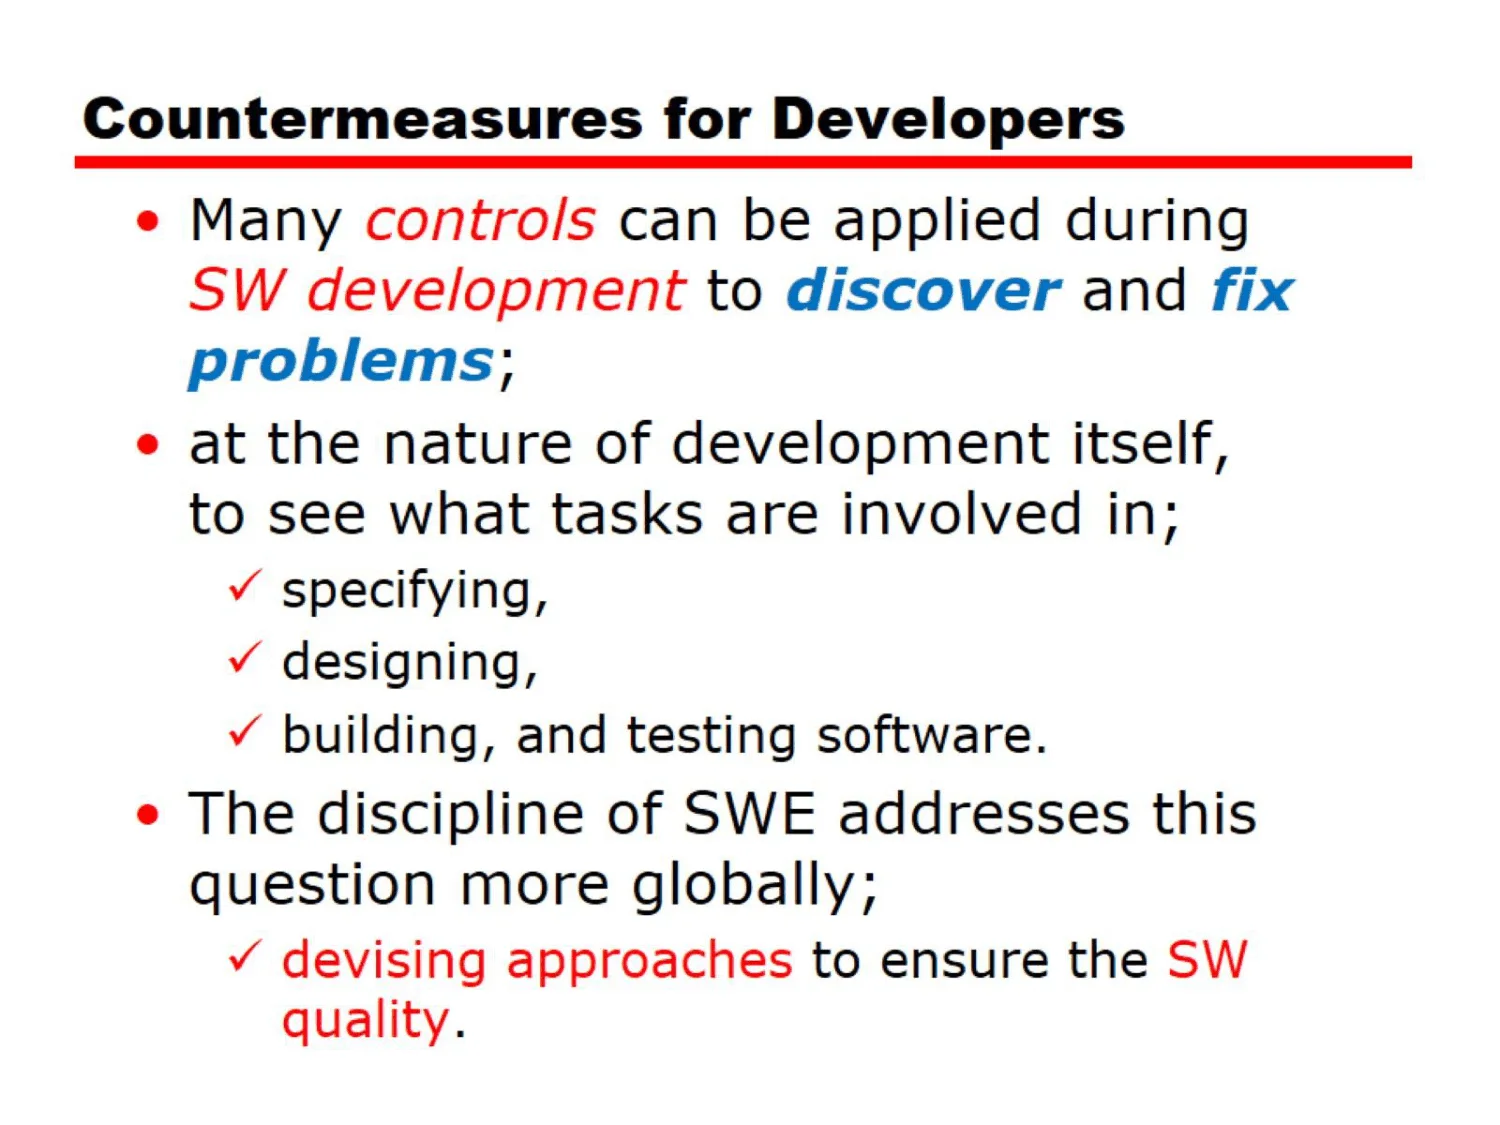 Countermeasures for Developers
• Many controls can be applied during
SW development to discover and fix
problems;
• at the nature of development itself,
to see what tasks are involved in;
✓ specifying,
✓ designing,
✓ building, and testing software.
• The discipline of SWE addresses this
question more globally;
✓ devising approaches to ensure the SW
quality.